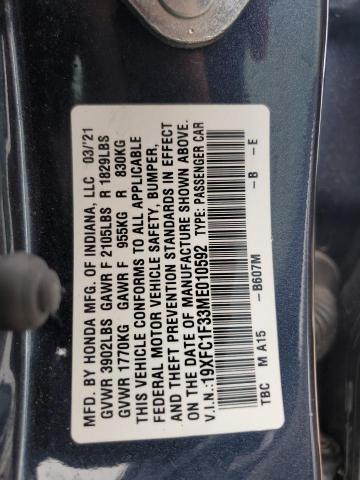 MFD. BY HONDA MFG. OF INDIANA, LLC 03/'21
GVWR 3902LBS GAWR F 2105LBS R 1829LBS
GVWR 1770KG GAWR F 955KG R 830KG
THIS VEHICLE CONFORMS TO ALL APPLICABLE
FEDERAL MOTOR VEHICLE SAFETY, BUMPER,
AND THEFT PREVENTION STANDARDS IN EFFECT
ON THE DATE OF MANUFACTURE SHOWN ABOVE.
V.I.N.:19XFC1F33ME010592 TYPE: PASSENGER CAR
TBC M A15 -B607M -B -E